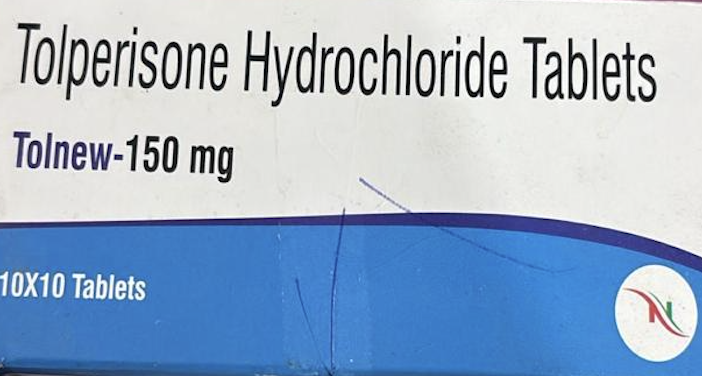 Tolperisone Hydrochloride Tablets
Tolnew-150 mg
10X10 Tablets
N